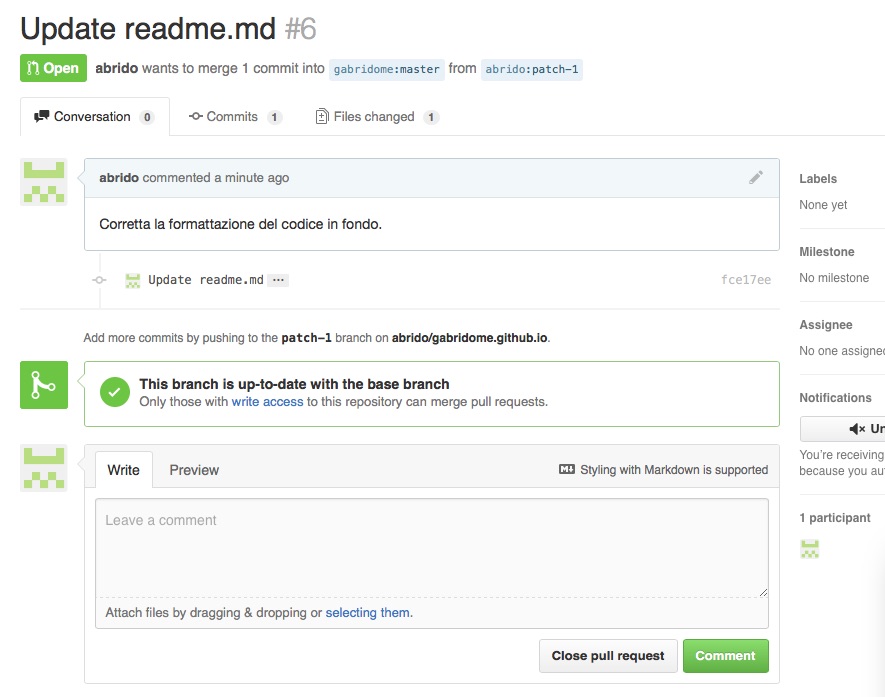 Update readme.md #6
Open abrido wants to merge 1 commit into gabridome:master from abrido:patch-1
Conversation 0 Commits 1 Files changed 1
abrido commented a minute ago
Corretta la formattazione del codice in fondo.
Update readme.md ... fce17ee
Add more commits by pushing to the patch-1 branch on abrido/gabridome.github.io.
This branch is up-to-date with the base branch
Only those with write access to this repository can merge pull requests.
Write Preview Styling with Markdown is supported
Leave a comment
Attach files by dragging & dropping or selecting them.
Close pull request Comment
Labels
None yet
Milestone
No milestone
Assignee
No one assigned
Notifications
Un
You're receiving
because you au
1 participant